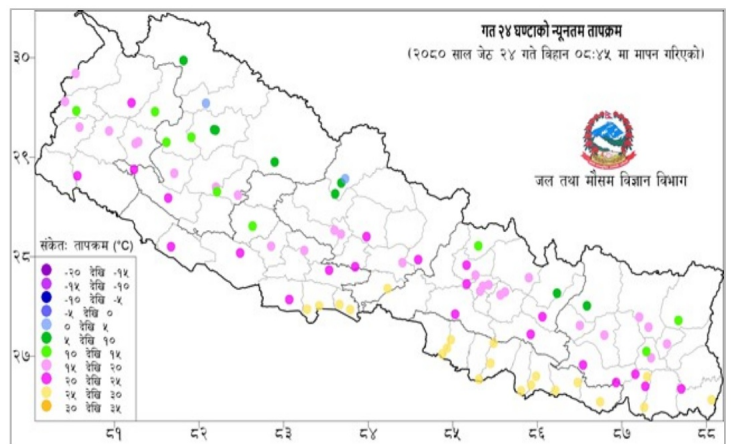 गत २४ घण्टाको न्यूनतम तापक्रम
(२०८० साल जेठ २४ गते बिहान ०८:४५ मा मापन गरिएको)
जल तथा मौसम विज्ञान विभाग
३०
२९
२८
२७
संकेतः तापक्रम (°C)
-२० देखि -१५
-१५ देखि -१०
-१० देखि -५
-५ देखि ०
० देखि ५
५ देखि १०
१० देखि १५
१५ देखि २०
२० देखि २५
२५ देखि ३०
३० देखि ३५
८१ ८२ ८३ ८४ ८५ ८६ ८७ ८८